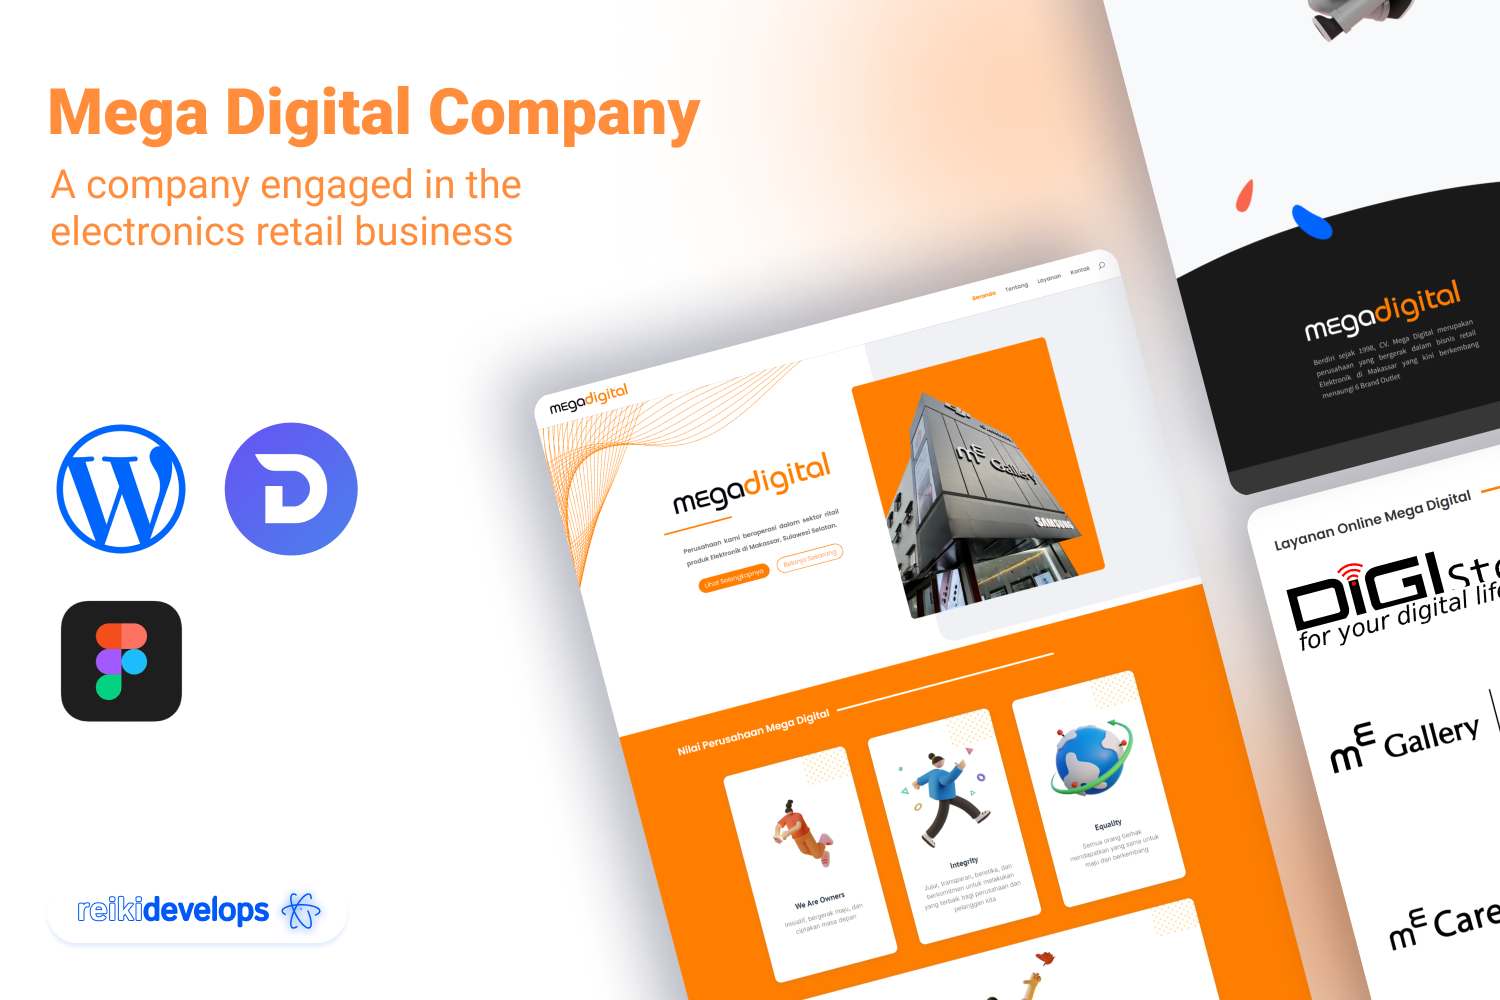 Mega Digital Company
A company engaged in the
electronics retail business
reikidevelops
megadigital
Beranda Tentang Layanan Kontak
megadigital
Perusahaan kami beroperasi dalam sektor ritail
produk Elektronik di Makassar, Sulawesi Selatan.
Lihat Selengkapnya Belanja Sekarang
mE Gallery
SAMSUNG
Nilai Perusahaan Mega Digital
We Are Owners
Inisiatif, bergerak maju, dan
ciptakan masa depan
Integrity
Jujur, transparan, beretika, dan
berkomitmen untuk melakukan
yang terbaik bagi perusahaan dan
pelanggan kita
Equality
Semua orang berhak
mendapatkan yang sama untuk
maju dan berkembang
megadigital
Berdiri sejak 1998, CV. Mega Digital merupakan
perusahaan yang bergerak dalam bisnis retail
Elektronik di Makassar yang kini berkembang
menaungi 6 Brand Outlet
Layanan Online Mega Digital
DiGI st
for your digital life
mE Gallery
mE Care